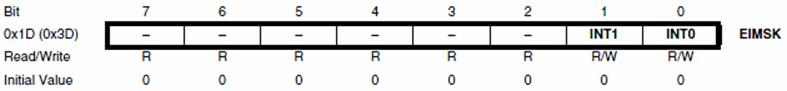 Bit 7 6 5 4 3 2 1 0
0x1D (0x3D) – – – – – – INT1 INT0 EIMSK
Read/Write R R R R R R R/W R/W
Initial Value 0 0 0 0 0 0 0 0